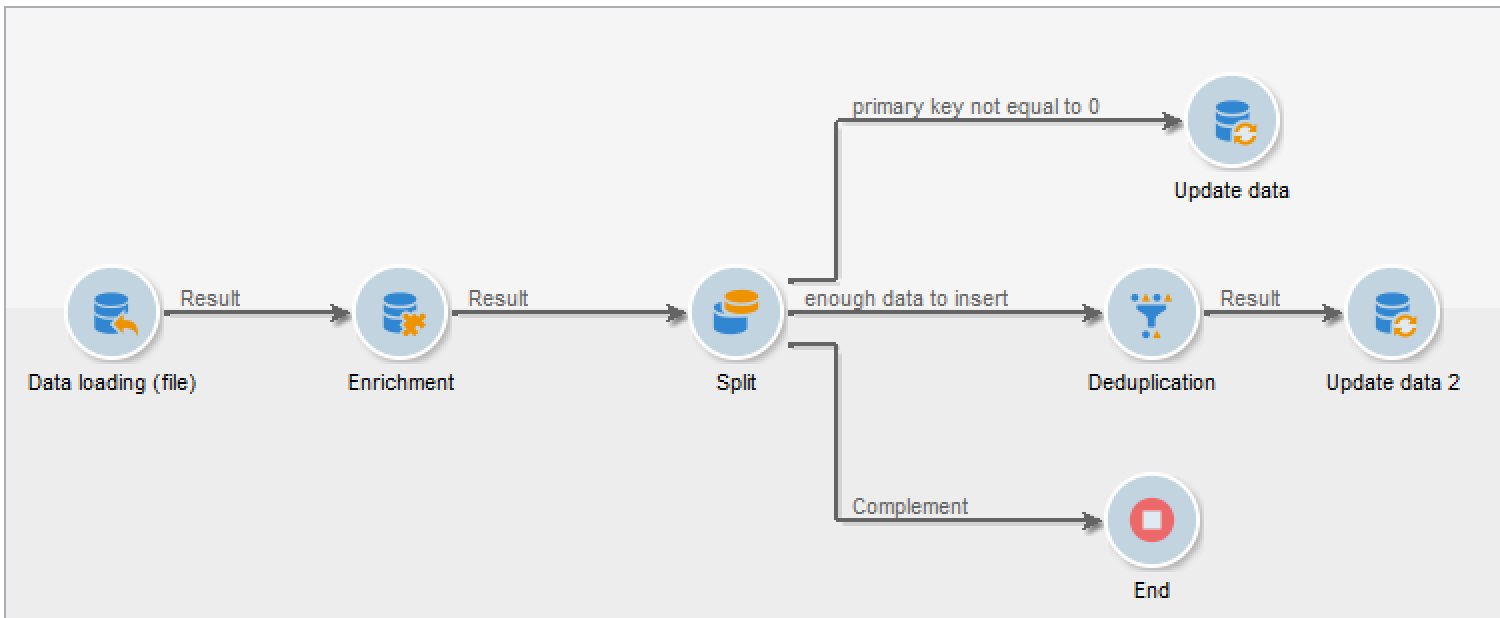 primary key not equal to 0
Update data
Result
Result
enough data to insert
Result
Data loading (file)
Enrichment
Split
Deduplication
Update data 2
Complement
End